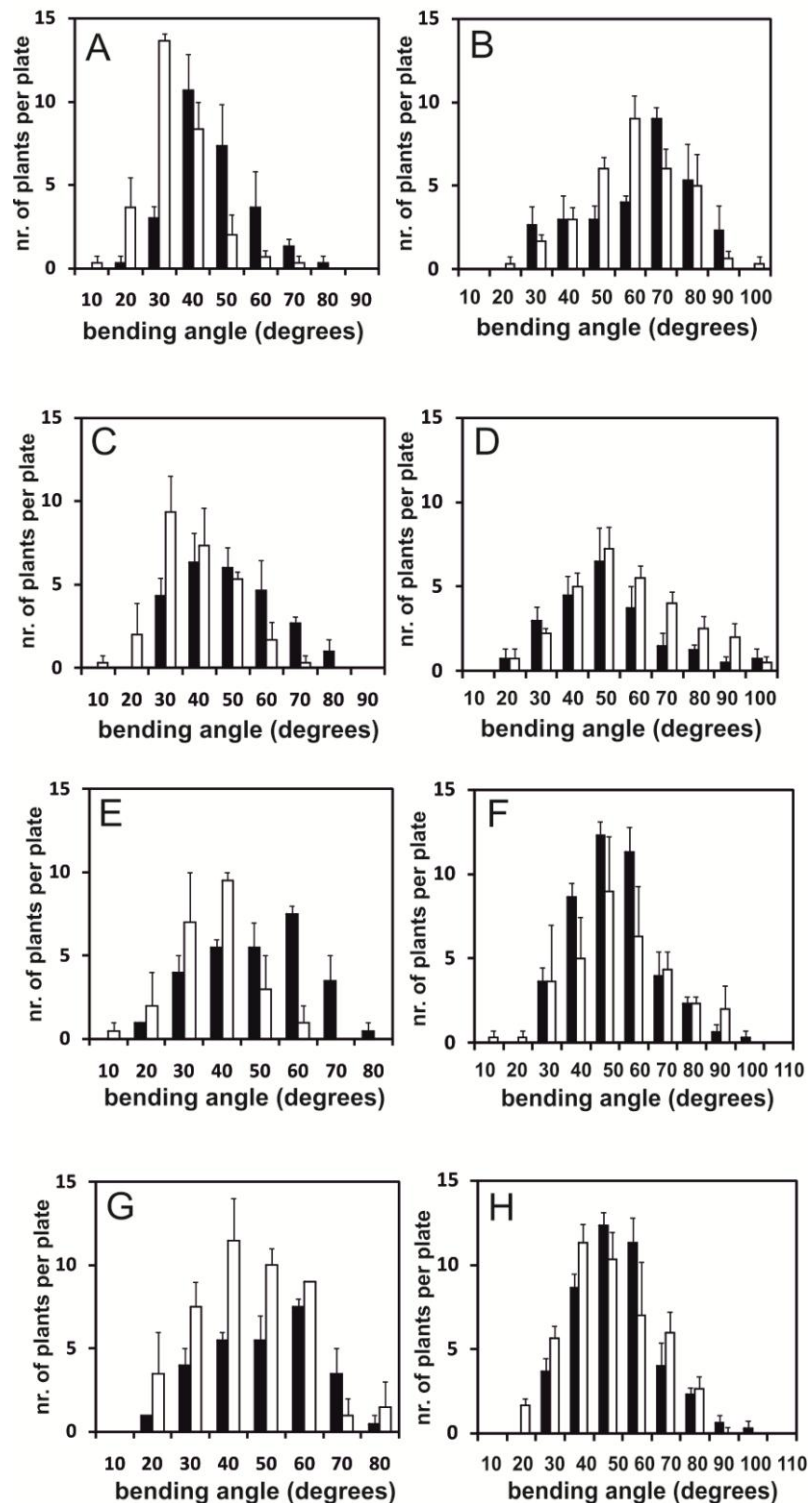 A
nr. of plants per plate
15
10
5
0
10 20 30 40 50 60 70 80 90
bending angle (degrees)
B
nr. of plants per plate
15
10
5
0
10 20 30 40 50 60 70 80 90 100
bending angle (degrees)
C
nr. of plants per plate
15
10
5
0
10 20 30 40 50 60 70 80 90
bending angle (degrees)
D
nr. of plants per plate
15
10
5
0
10 20 30 40 50 60 70 80 90 100
bending angle (degrees)
E
nr. of plants per plate
15
10
5
0
10 20 30 40 50 60 70 80
bending angle (degrees)
F
nr. of plants per plate
15
10
5
0
10 20 30 40 50 60 70 80 90 100 110
bending angle (degrees)
G
nr. of plants per plate
15
10
5
0
10 20 30 40 50 60 70 80
bending angle (degrees)
H
nr. of plants per plate
15
10
5
0
10 20 30 40 50 60 70 80 90 100 110
bending angle (degrees)